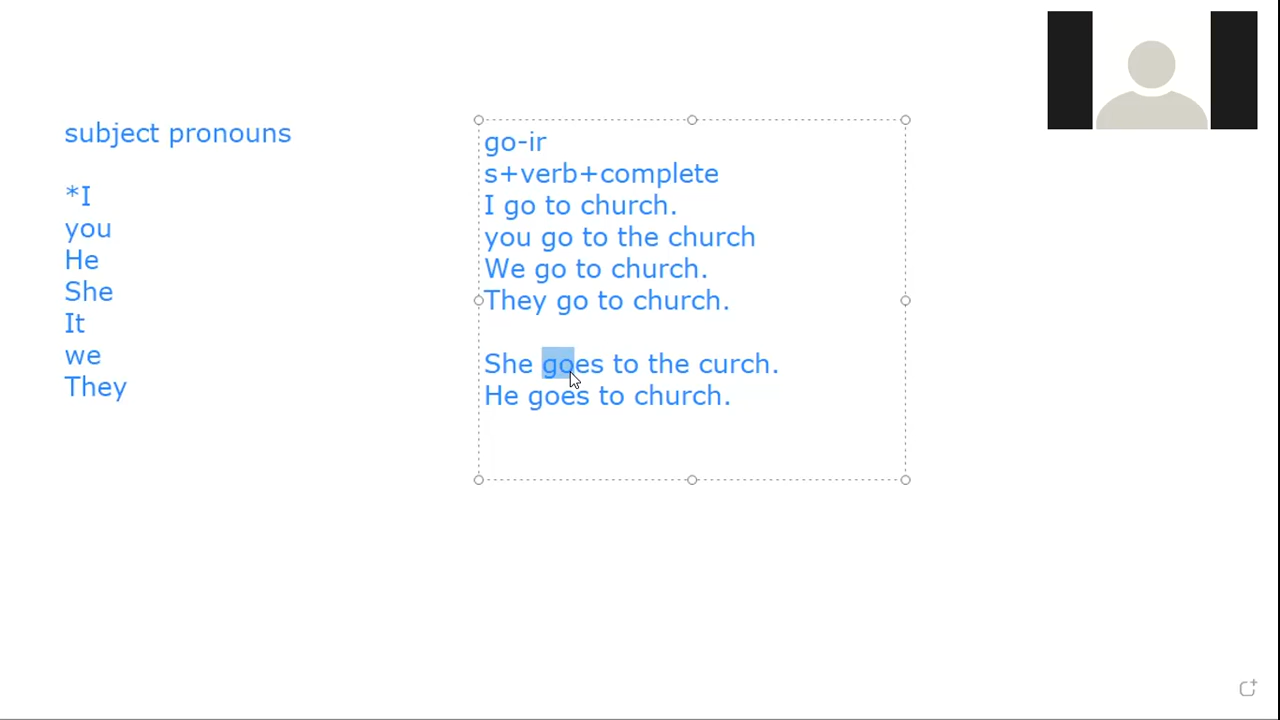 subject pronouns
*I
you
He
She
It
we
They
go-ir
s+verb+complete
I go to church.
you go to the church
We go to church.
They go to church.
She goes to the curch.
He goes to church.